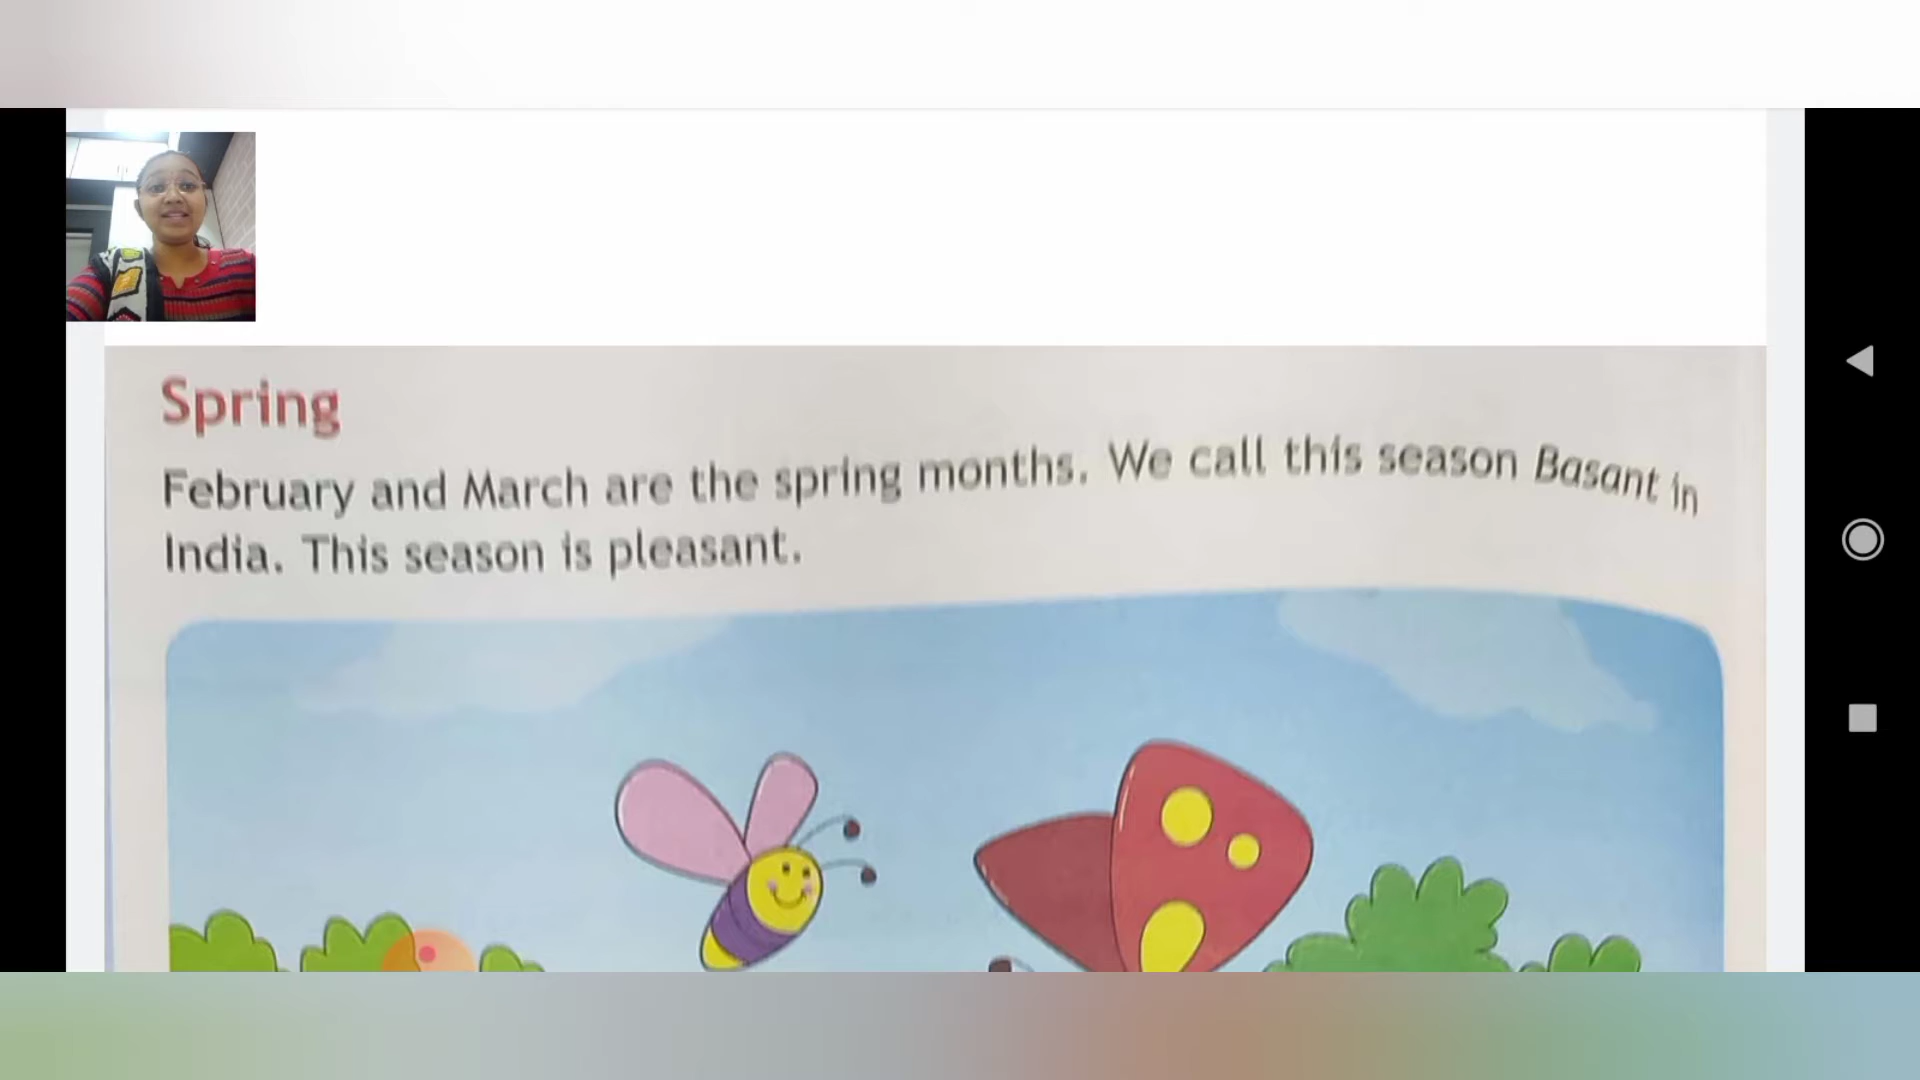 Spring
February and March are the spring months. We call this season Basant in
India. This season is pleasant.